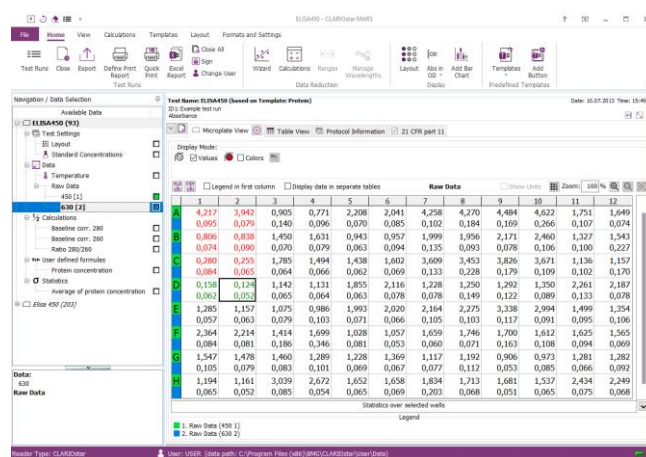 ELISA450 - CLARIOstar-MARS
File Home View Calculations Templates Layout Formats and Settings
Test Runs Close Export Define Print Report Quick Print Excel Report Close All Sign Change User Wizard Calculations Ranges Manage Wavelengths Layout Abs in OD Add Bar Chart Templates Add Button
Test Runs Data Reduction Display Predefined Templates
Navigation / Data Selection
Available Data
ELISA450 (93)
Test Settings
Layout
Standard Concentrations
Data
Temperature
Raw Data
450 [1]
630 [2]
Calculations
Baseline corr. 280
Baseline corr. 260
Ratio 280/260
User defined formulas
Protein concentration
Statistics
Average of protein concentration
Elisa 450 (203)
Data:
630
Raw Data
Test Name: ELISA450 (based on Template: Protein) Date: 10.07.2013 Time: 15:46
ID1: Example test run
Absorbance
Microplate View Table View Protocol Information 21 CFR part 11
Display Mode:
Values Colors
Legend in first column Display data in separate tables Raw Data Show Units Zoom: 100 %
1 2 3 4 5 6 7 8 9 10 11 12
A 4,217 3,942 0,905 0,771 2,208 2,041 4,258 4,270 4,484 4,622 1,751 1,649
0,095 0,079 0,140 0,096 0,070 0,085 0,102 0,184 0,169 0,266 0,107 0,074
B 0,806 0,838 1,450 1,631 0,943 0,957 1,999 1,956 2,171 2,460 1,327 1,543
0,074 0,090 0,070 0,079 0,063 0,094 0,135 0,093 0,078 0,106 0,100 0,227
C 0,280 0,255 1,785 1,494 1,438 1,602 3,609 3,453 3,826 3,671 1,136 1,157
0,084 0,065 0,064 0,066 0,062 0,069 0,133 0,228 0,179 0,109 0,102 0,170
D 0,158 0,124 1,142 1,131 1,855 2,116 1,228 1,250 1,292 1,350 2,261 2,187
0,062 0,052 0,065 0,064 0,063 0,078 0,078 0,149 0,122 0,089 0,133 0,078
E 1,285 1,157 1,075 0,986 1,993 2,020 2,164 2,275 3,338 2,994 1,499 1,354
0,057 0,063 0,079 0,103 0,071 0,066 0,105 0,103 0,117 0,091 0,095 0,106
F 2,364 2,214 1,414 1,699 1,028 1,057 1,659 1,746 1,700 1,612 1,625 1,565
0,084 0,081 0,186 0,346 0,081 0,053 0,060 0,071 0,163 0,108 0,094 0,069
G 1,547 1,478 1,460 1,289 1,228 1,369 1,117 1,192 0,906 0,973 1,281 1,282
0,105 0,079 0,083 0,101 0,069 0,067 0,077 0,112 0,053 0,085 0,066 0,092
H 1,194 1,161 3,039 2,672 1,652 1,658 1,834 1,713 1,681 1,537 2,434 2,249
0,065 0,052 0,085 0,054 0,065 0,069 0,203 0,068 0,051 0,065 0,075 0,068
Statistics over selected wells
Legend
1. Raw Data (450 1)
2. Raw Data (630 2)
Reader Type: CLARIOstar User: USER (data path: C:\Program Files (x86)\BMG\CLARIOstar\User\Data)